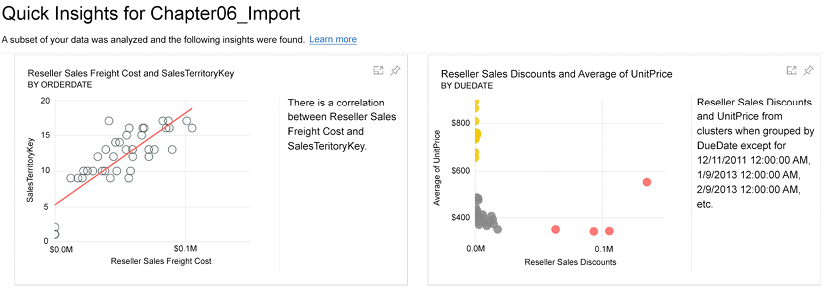 Quick Insights for Chapter06_Import
A subset of your data was analyzed and the following insights were found. Learn more
Reseller Sales Freight Cost and SalesTerritoryKey
BY ORDERDATE
20
15
10
5
0
SalesTerritoryKey
$0.0M
$0.1M
Reseller Sales Freight Cost
There is a correlation
between Reseller Sales
Freight Cost and
SalesTerritoryKey.
Reseller Sales Discounts and Average of UnitPrice
BY DUEDATE
$800
$600
$400
Average of UnitPrice
0.0M
0.1M
Reseller Sales Discounts
Reseller Sales Discounts
and UnitPrice from
clusters when grouped by
DueDate except for
12/11/2011 12:00:00 AM,
1/9/2013 12:00:00 AM,
2/9/2013 12:00:00 AM,
etc.